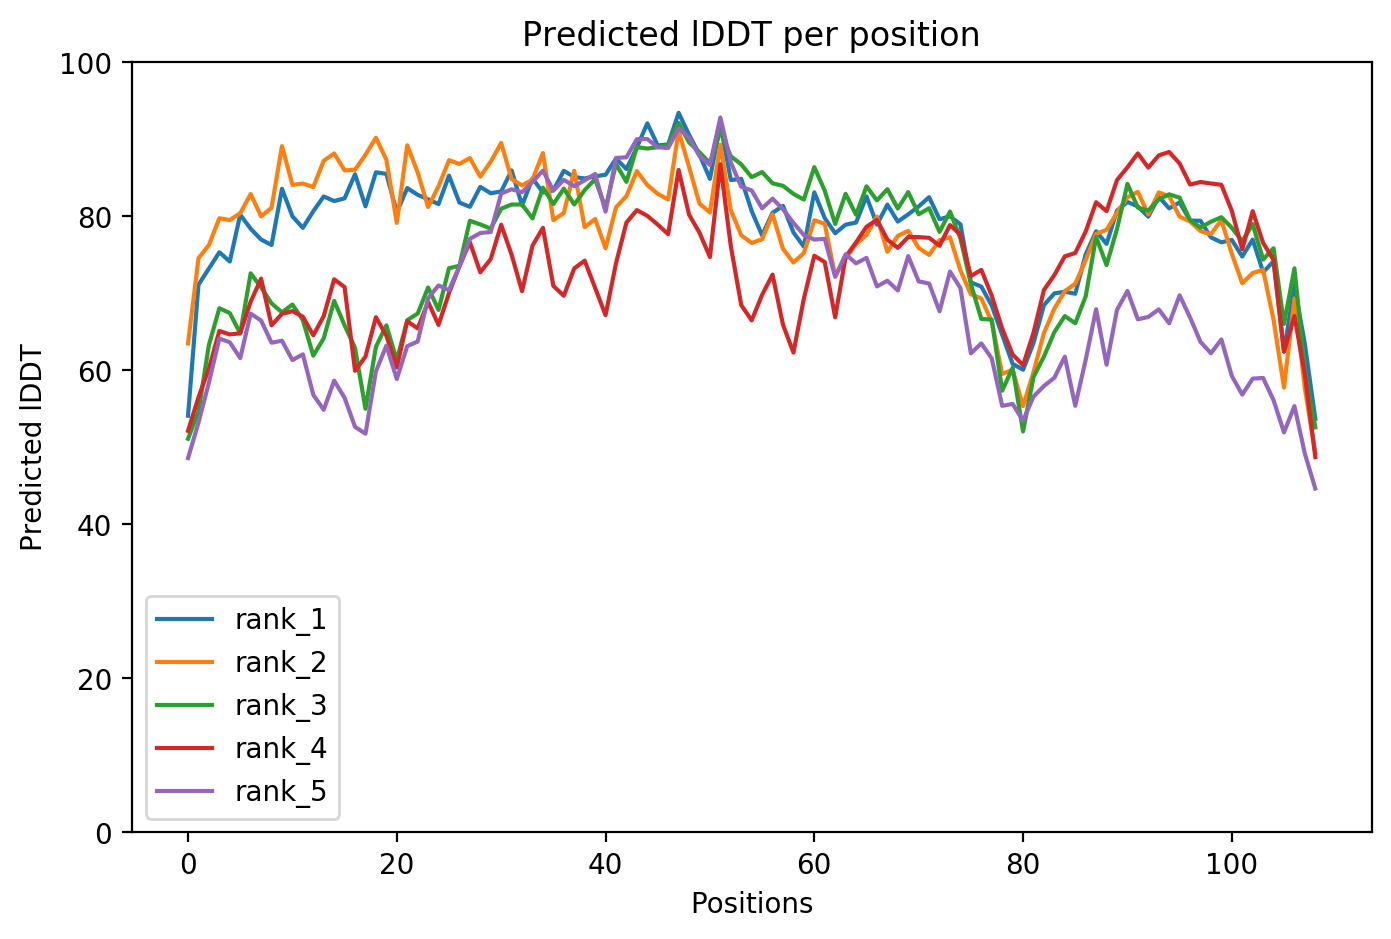 Predicted lDDT per position
100
80
60
40
20
0
Predicted lDDT
rank_1
rank_2
rank_3
rank_4
rank_5
0 20 40 60 80 100
Positions